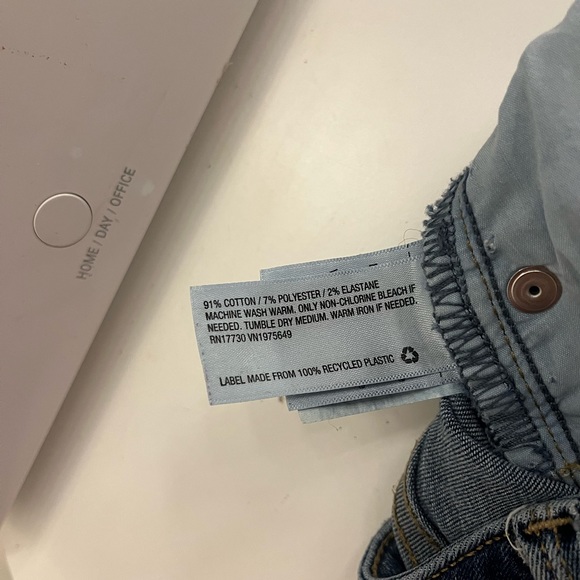 HOME / DAY / OFFICE
91% COTTON / 7% POLYESTER / 2% ELASTANE
MACHINE WASH WARM. ONLY NON-CHLORINE BLEACH IF
NEEDED. TUMBLE DRY MEDIUM. WARM IRON IF NEEDED.
RN17730 VN1975649
LABEL MADE FROM 100% RECYCLED PLASTIC